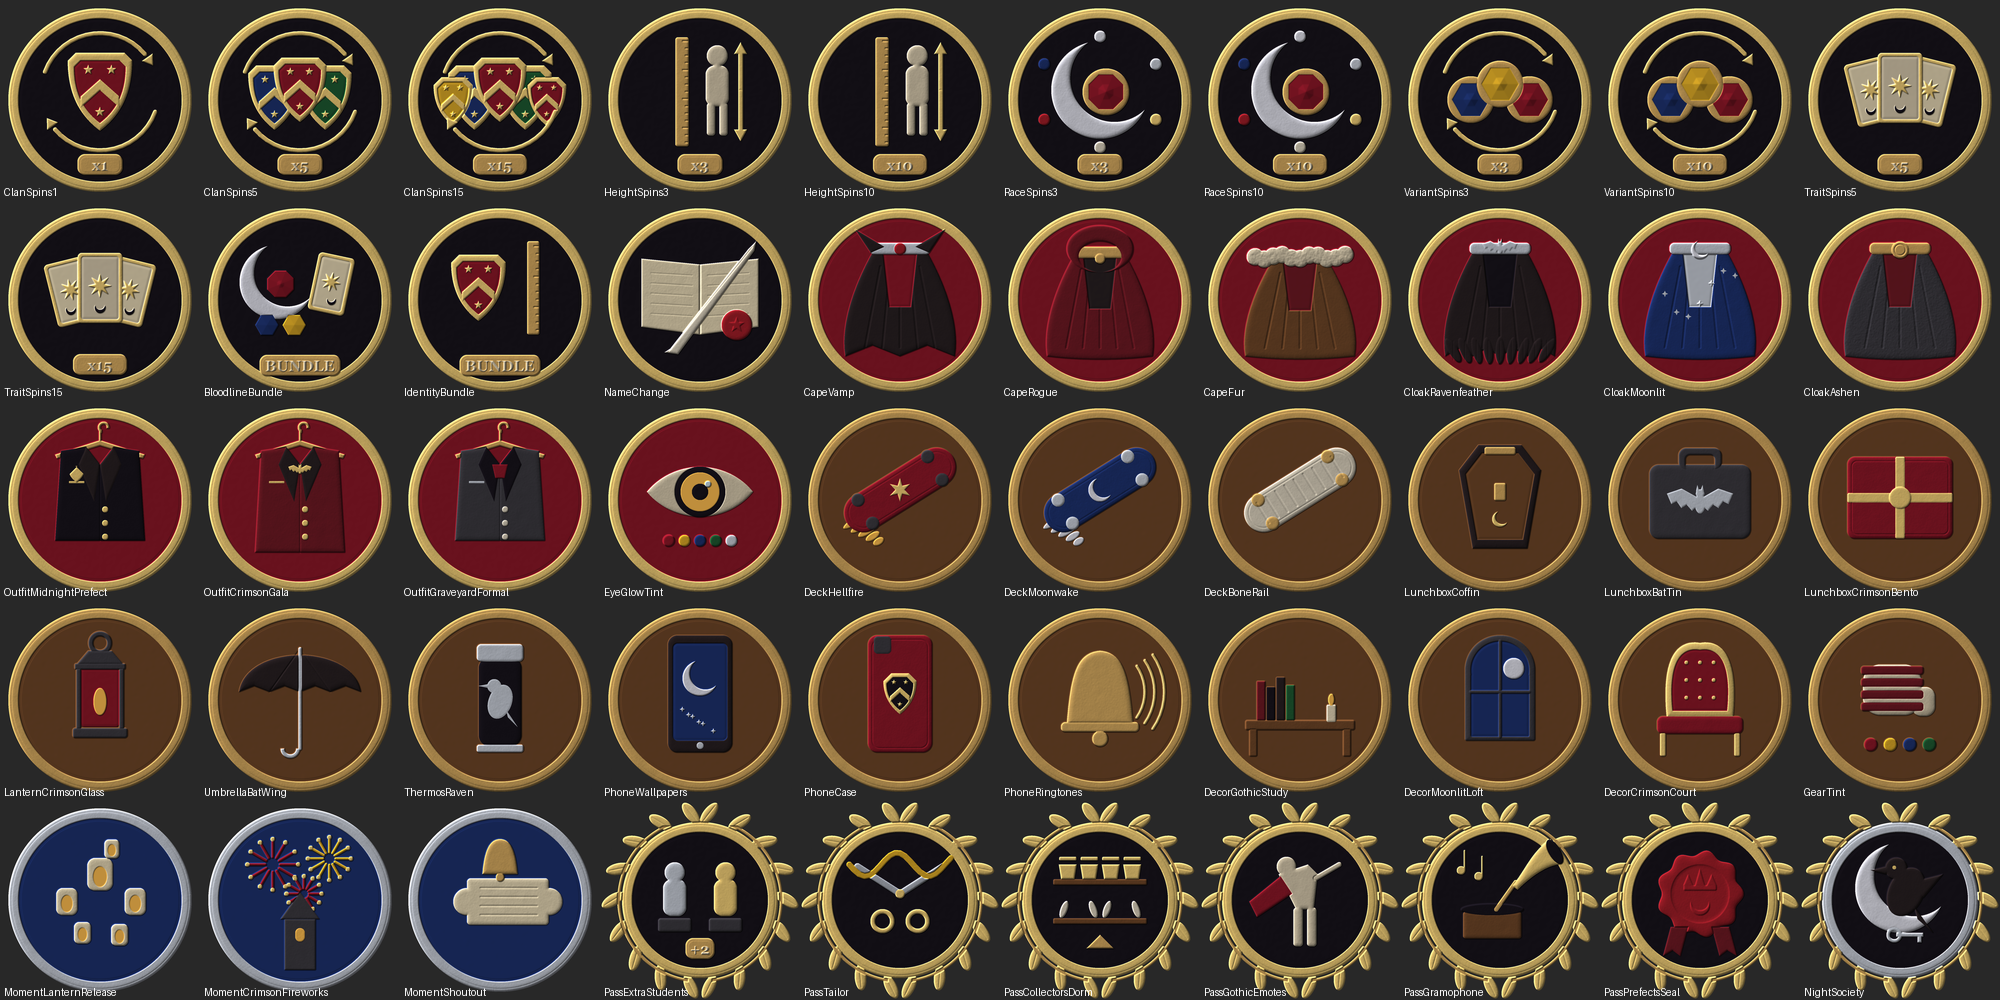 x1 x5 x15 x3 x10 x3 x10 x3 x10 x5
ClanSpins1 ClanSpins5 ClanSpins15 HeightSpins3 HeightSpins10 RaceSpins3 RaceSpins10 VariantSpins3 VariantSpins10 TraitSpins5
x15 BUNDLE BUNDLE
TraitSpins15 BloodlineBundle IdentityBundle NameChange CapeVamp CapeRogue CapeFur CloakRavenfeather CloakMoonlit CloakAshen
OutfitMidnightPrefect OutfitCrimsonGala OutfitGraveyardFormal EyeGlowTint DeckHellfire DeckMoonwake DeckBoneRail LunchboxCoffin LunchboxBatTin LunchboxCrimsonBento
LanternCrimsonGlass UmbrellaBatWing ThermosRaven PhoneWallpapers PhoneCase PhoneRingtones DecorGothicStudy DecorMoonlitLoft DecorCrimsonCourt GearTint
+2
MomentLanternRelease MomentCrimsonFireworks MomentShoutout PassExtraStudents PassTailor PassCollectorsDorm PassGothicEmotes PassGramophone PassPrefectsSeal NightSociety